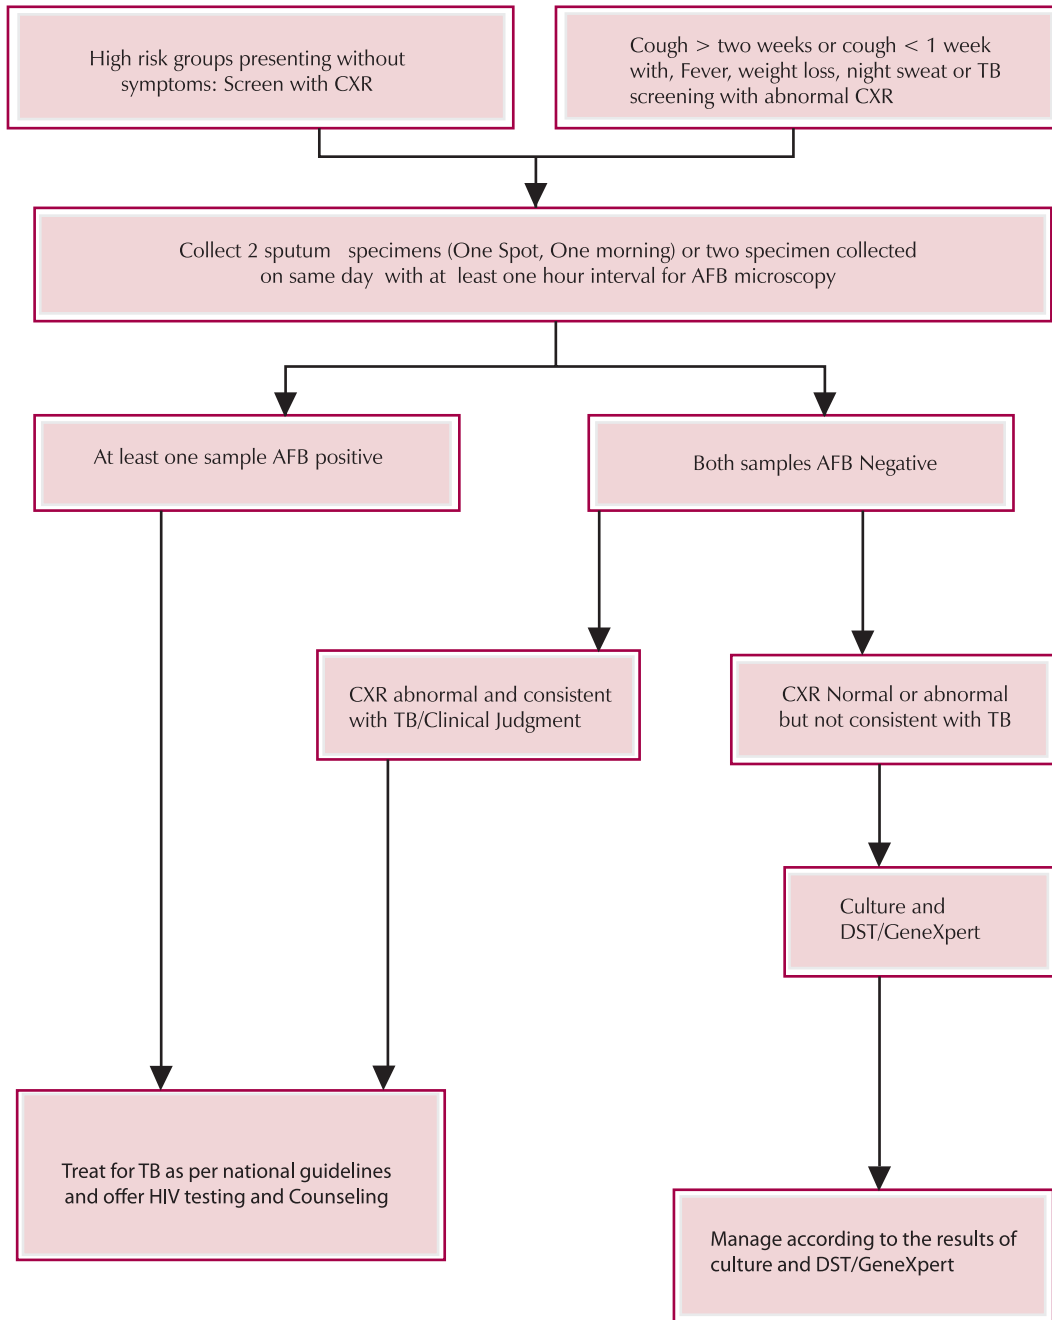 High risk groups presenting without
symptoms: Screen with CXR
Cough > two weeks or cough < 1 week
with, Fever, weight loss, night sweat or TB
screening with abnormal CXR
Collect 2 sputum specimens (One Spot, One morning) or two specimen collected
on same day with at least one hour interval for AFB microscopy
At least one sample AFB positive
Both samples AFB Negative
CXR abnormal and consistent
with TB/Clinical Judgment
CXR Normal or abnormal
but not consistent with TB
Culture and
DST/GeneXpert
Treat for TB as per national guidelines
and offer HIV testing and Counseling
Manage according to the results of
culture and DST/GeneXpert